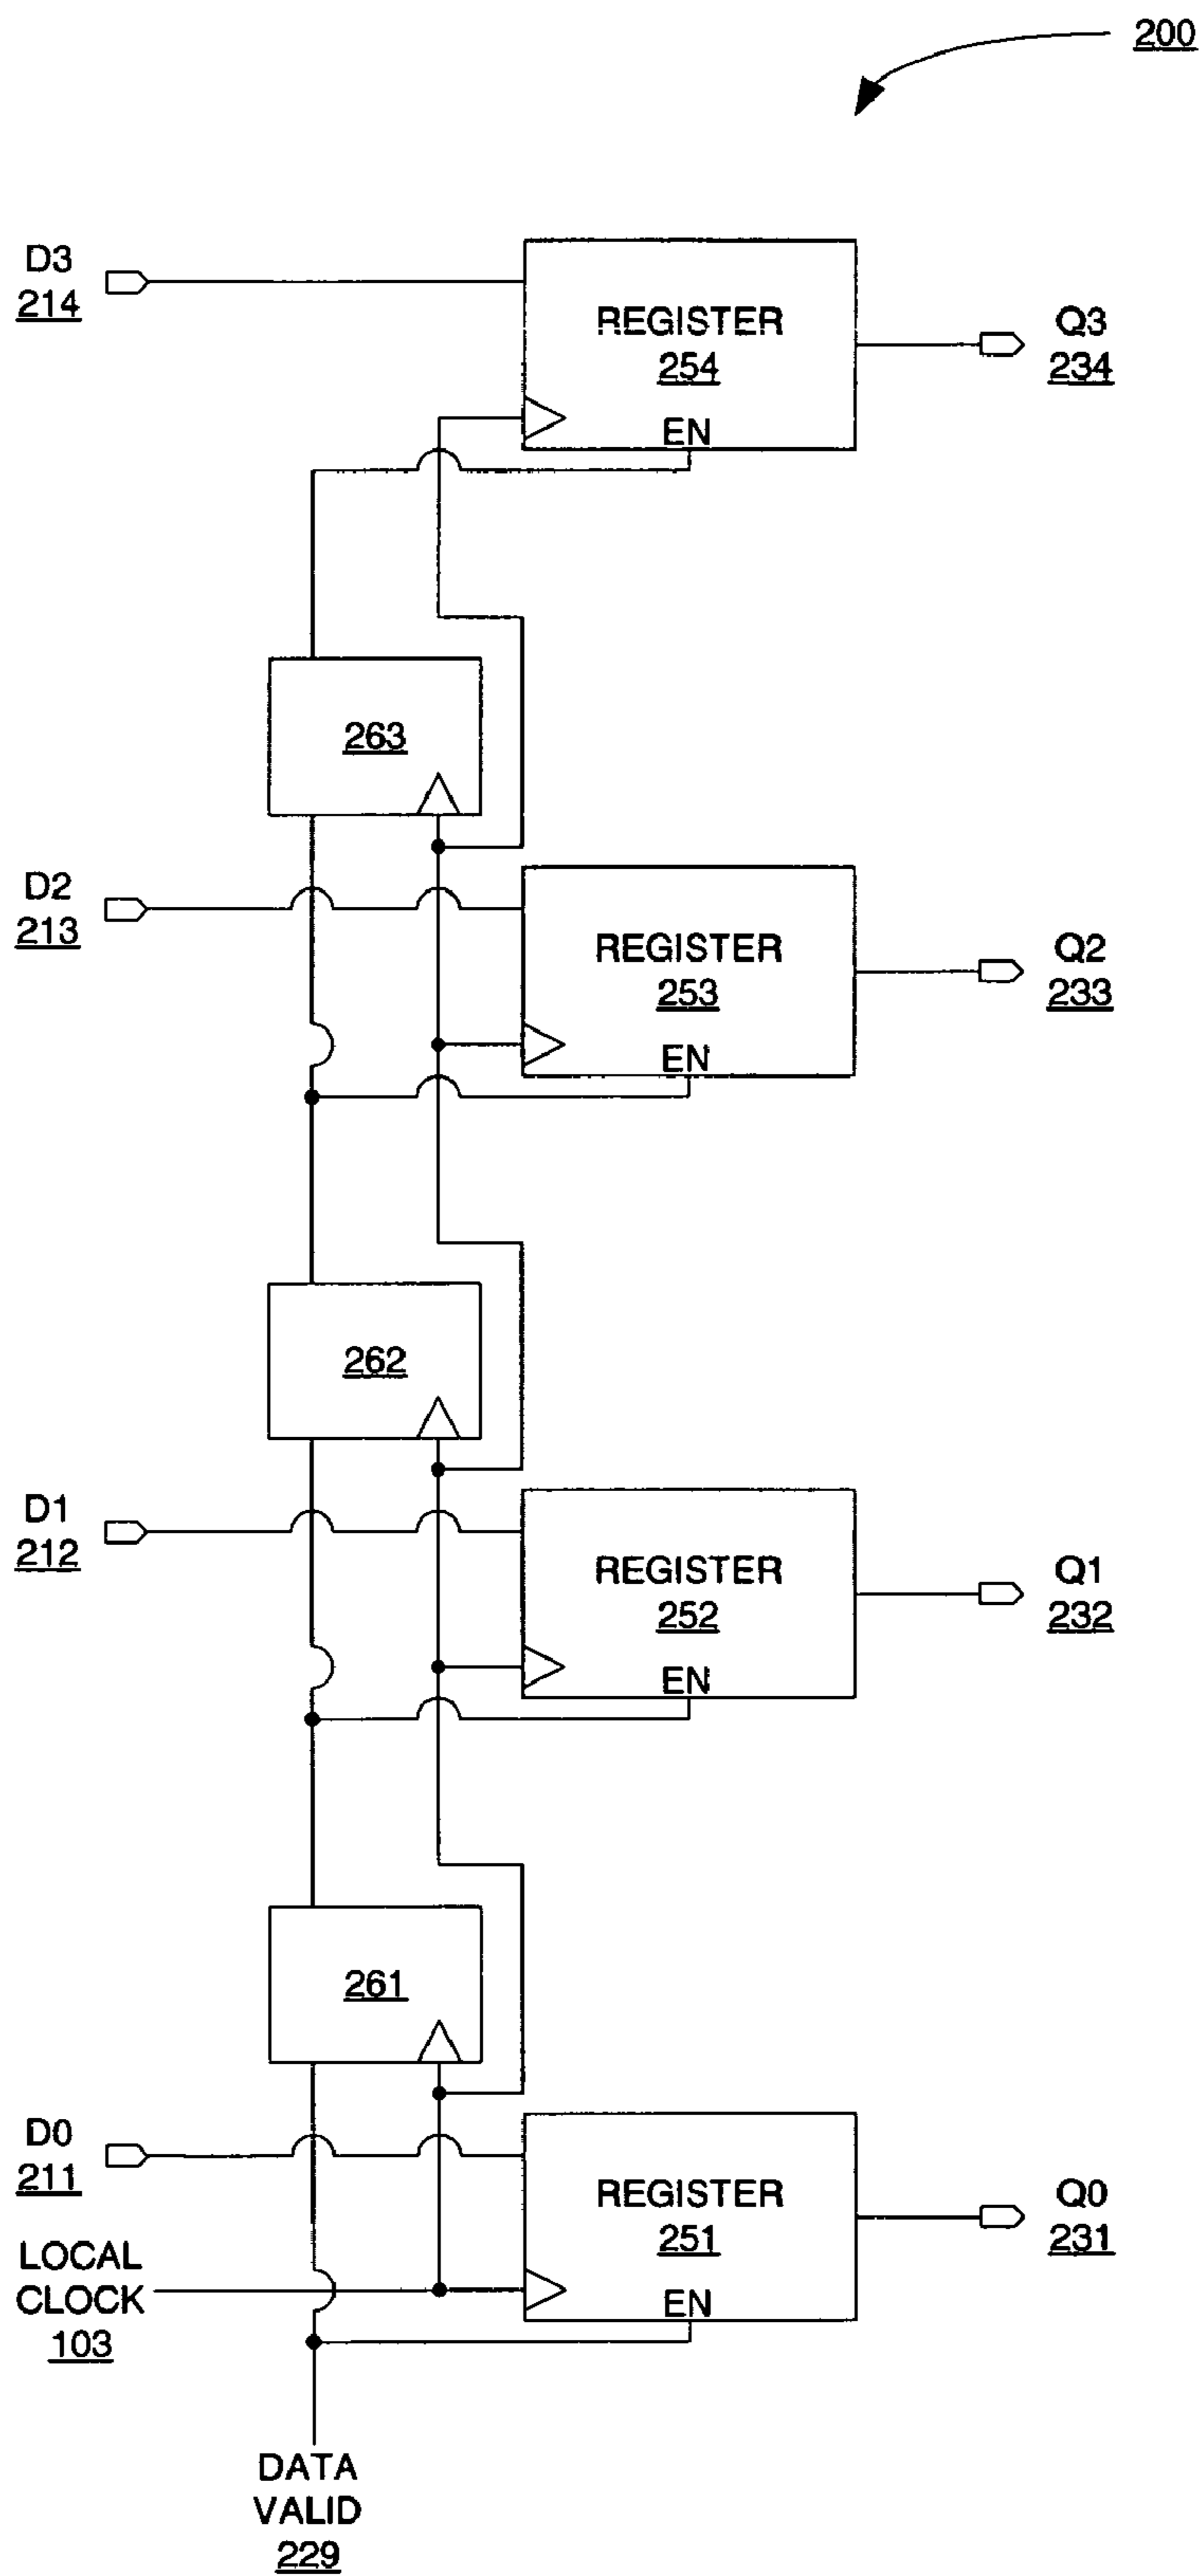 200
D3
214
REGISTER
254
EN
Q3
234
263
D2
213
REGISTER
253
EN
Q2
233
262
D1
212
REGISTER
252
EN
Q1
232
261
D0
211
REGISTER
251
EN
Q0
231
LOCAL
CLOCK
103
DATA
VALID
229